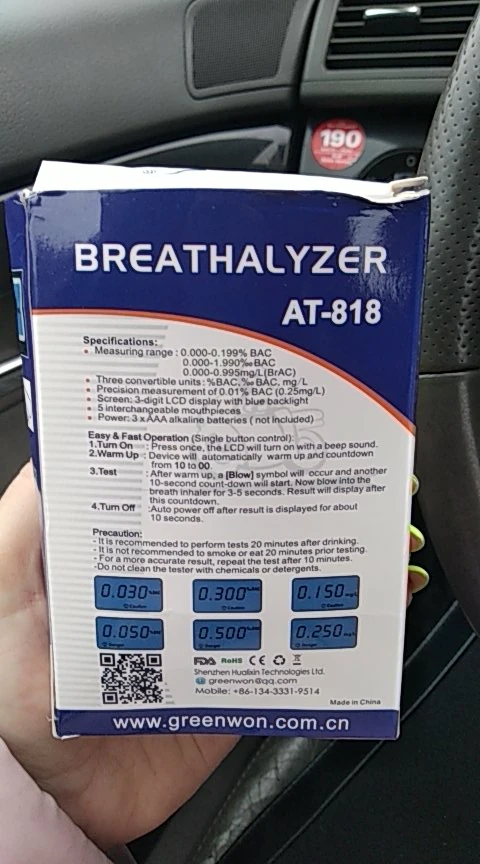 190
BREATHALYZER
AT-818
Specifications:
• Measuring range : 0.000-0.199% BAC
0.000-1.990‰ BAC
0.000-0.995mg/L(BrAC)
• Three convertible units: %BAC,‰ BAC, mg/L
• Precision measurement of 0.01% BAC (0.25mg/L)
• Screen: 3-digit LCD display with blue backlight
• 5 interchangeable mouthpieces
• Power: 3 x AAA alkaline batteries ( not included)
Easy & Fast Operation (Single button control):
1.Turn On : Press once, the LCD will turn on with a beep sound.
2.Warm Up : Device will automatically warm up and countdown
from 10 to 00.
3.Test : After warm up, a [Blow] symbol will occur and another
10-second count-down will start. Now blow into the
breath inhaler for 3-5 seconds. Result will display after
this countdown.
4.Turn Off :Auto power off after result is displayed for about
10 seconds.
Precaution:
- It is recommended to perform tests 20 minutes after drinking.
- It is not recommended to smoke or eat 20 minutes prior testing.
- For a more accurate result, repeat the test after 10 minutes.
-Do not clean the tester with chemicals or detergents.
0.030 0.300 0.150
Caution Caution Caution
0.050 0.500 0.250
Danger Danger Danger
FDA RoHS CE
Shenzhen Hualixin Technologies Ltd.
@ greenwon@qq.com
Mobile: +86-134-3331-9514
Made in China
www.greenwon.com.cn